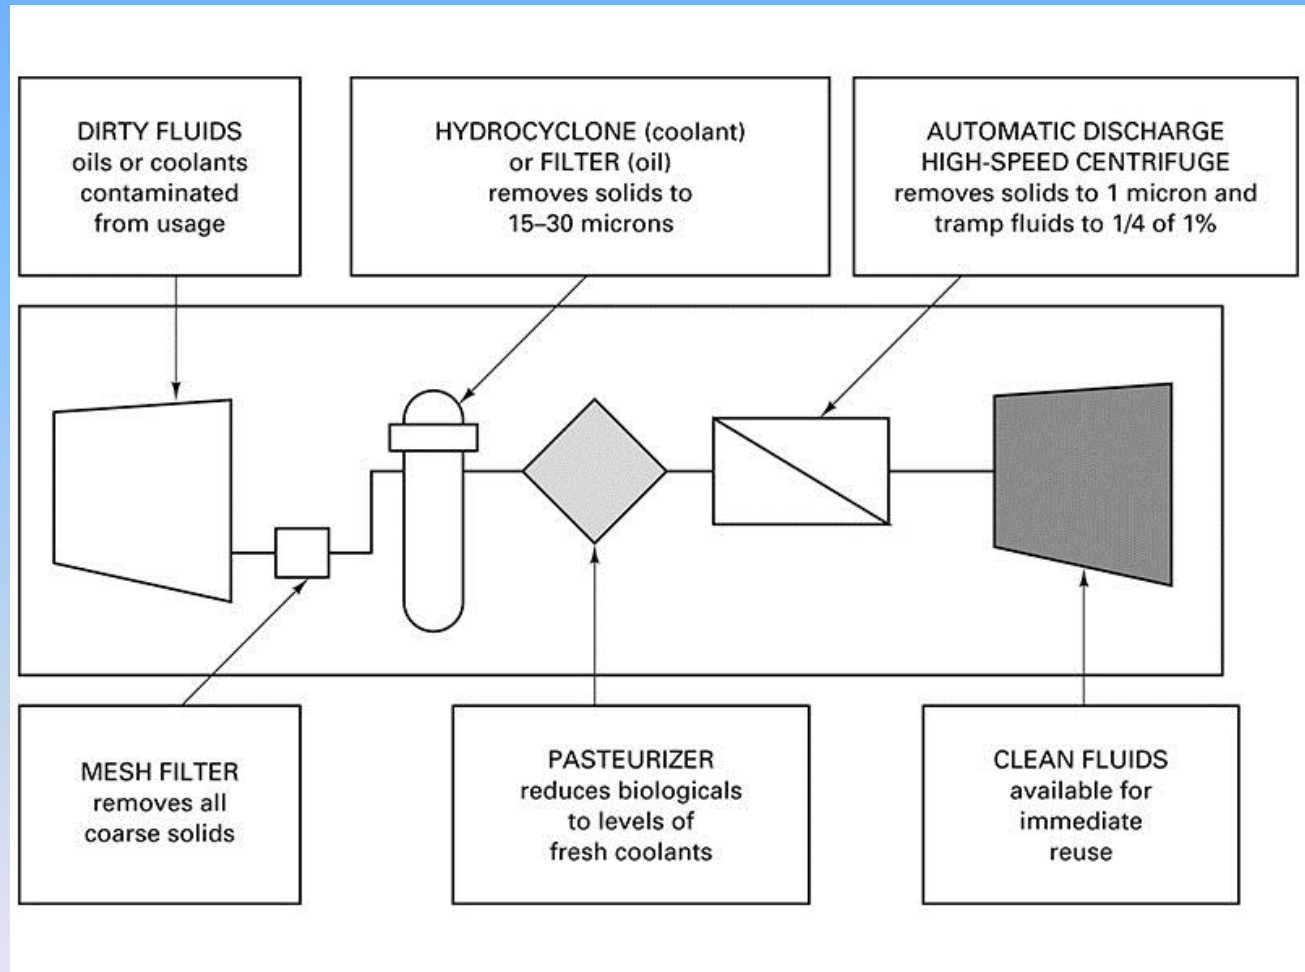 DIRTY FLUIDS
oils or coolants
contaminated
from usage
HYDROCYCLONE (coolant)
or FILTER (oil)
removes solids to
15–30 microns
AUTOMATIC DISCHARGE
HIGH-SPEED CENTRIFUGE
removes solids to 1 micron and
tramp fluids to 1/4 of 1%
MESH FILTER
removes all
coarse solids
PASTEURIZER
reduces biologicals
to levels of
fresh coolants
CLEAN FLUIDS
available for
immediate
reuse